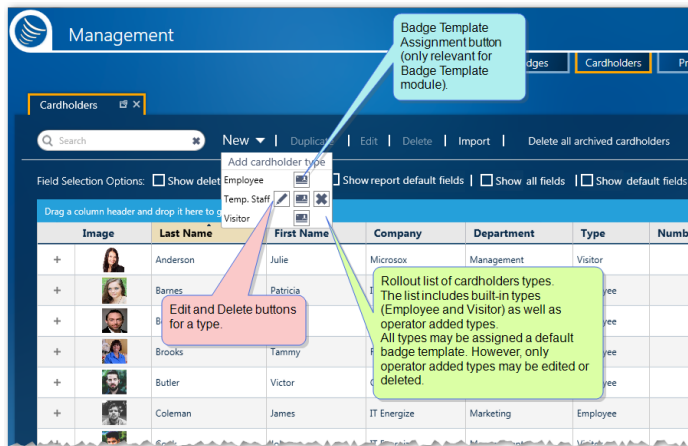 Management
Badge Template
Assignment button
(only relevant for
Badge Template
module).
dges
Cardholders
Pr
Cardholders
Search
New
Duplicate
Edit
Delete
Import
Delete all archived cardholders
Add cardholder type
Employee
Temp. Staff
Visitor
Field Selection Options:
Show delet
Show report default fields
Show all fields
Show default fields
Drag a column header and drop it here to g
Image Last Name First Name Company Department Type Numb
Anderson Julie Microsox Management Visitor
Barnes Patricia yee
yee
Brooks Tammy yee
Butler Victor yee
Coleman James IT Energize Marketing Employee
Edit and Delete buttons
for a type.
Rollout list of cardholders types.
The list includes built-in types
(Employee and Visitor) as well as
operator added types.
All types may be assigned a default
badge template. However, only
operator added types may be edited or
deleted.